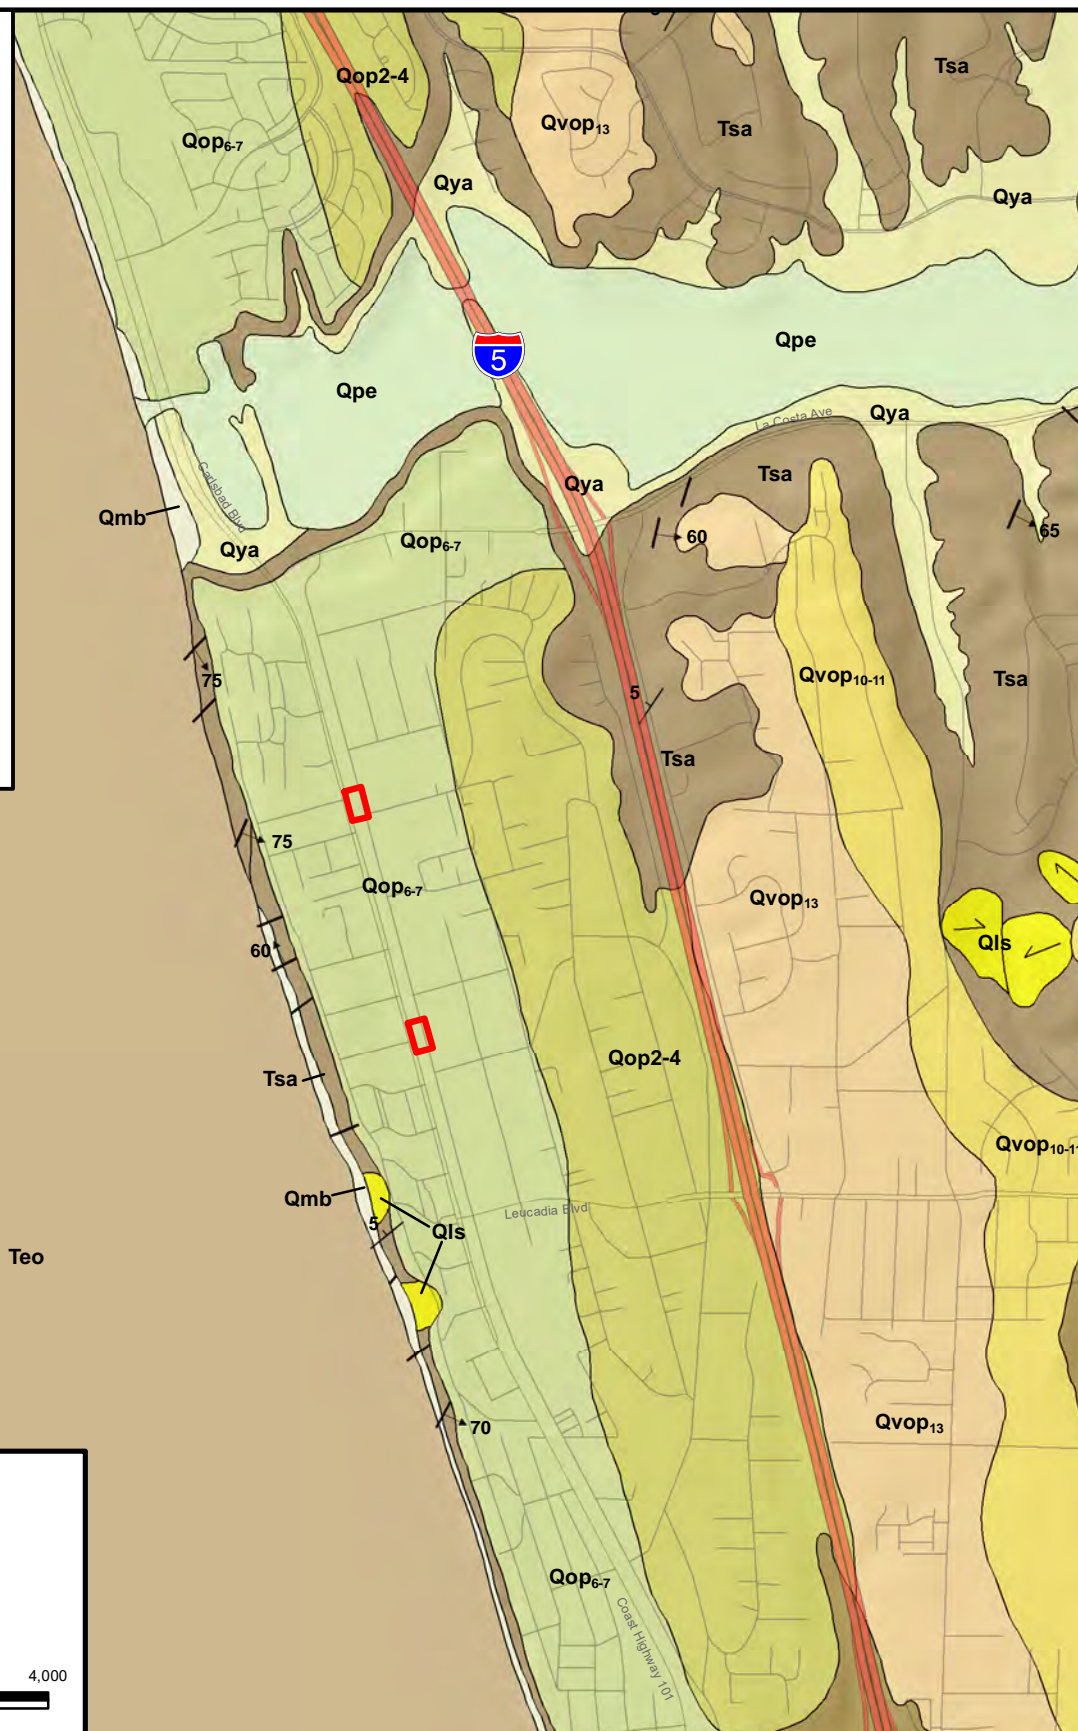 Qop2-4
Tsa
Qop6-7
Qvop13
Tsa
Qya
Qya
5
Qpe
Qpe
La Costa Ave
Qya
Carlsbad Blvd
Tsa
Qya
Qmb
60
65
Qop6-7
Qya
75
Qvop10-11
Tsa
5
Tsa
75
Qop6-7
Qvop13
60
Qls
Qop2-4
Tsa
Qvop10-11
Qmb
Leucadia Blvd
5
Qls
Teo
70
Qvop13
Qop6-7
Coast Highway 101
4,000